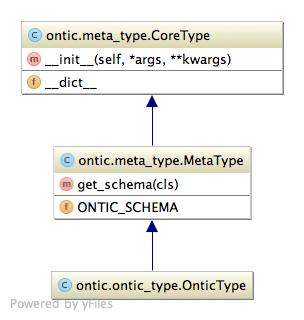 C ontic.meta_type.CoreType
m __init__(self, *args, **kwargs)
f __dict__
C ontic.meta_type.MetaType
m get_schema(cls)
f ONTIC_SCHEMA
C ontic.ontic_type.OnticType
Powered by yFiles